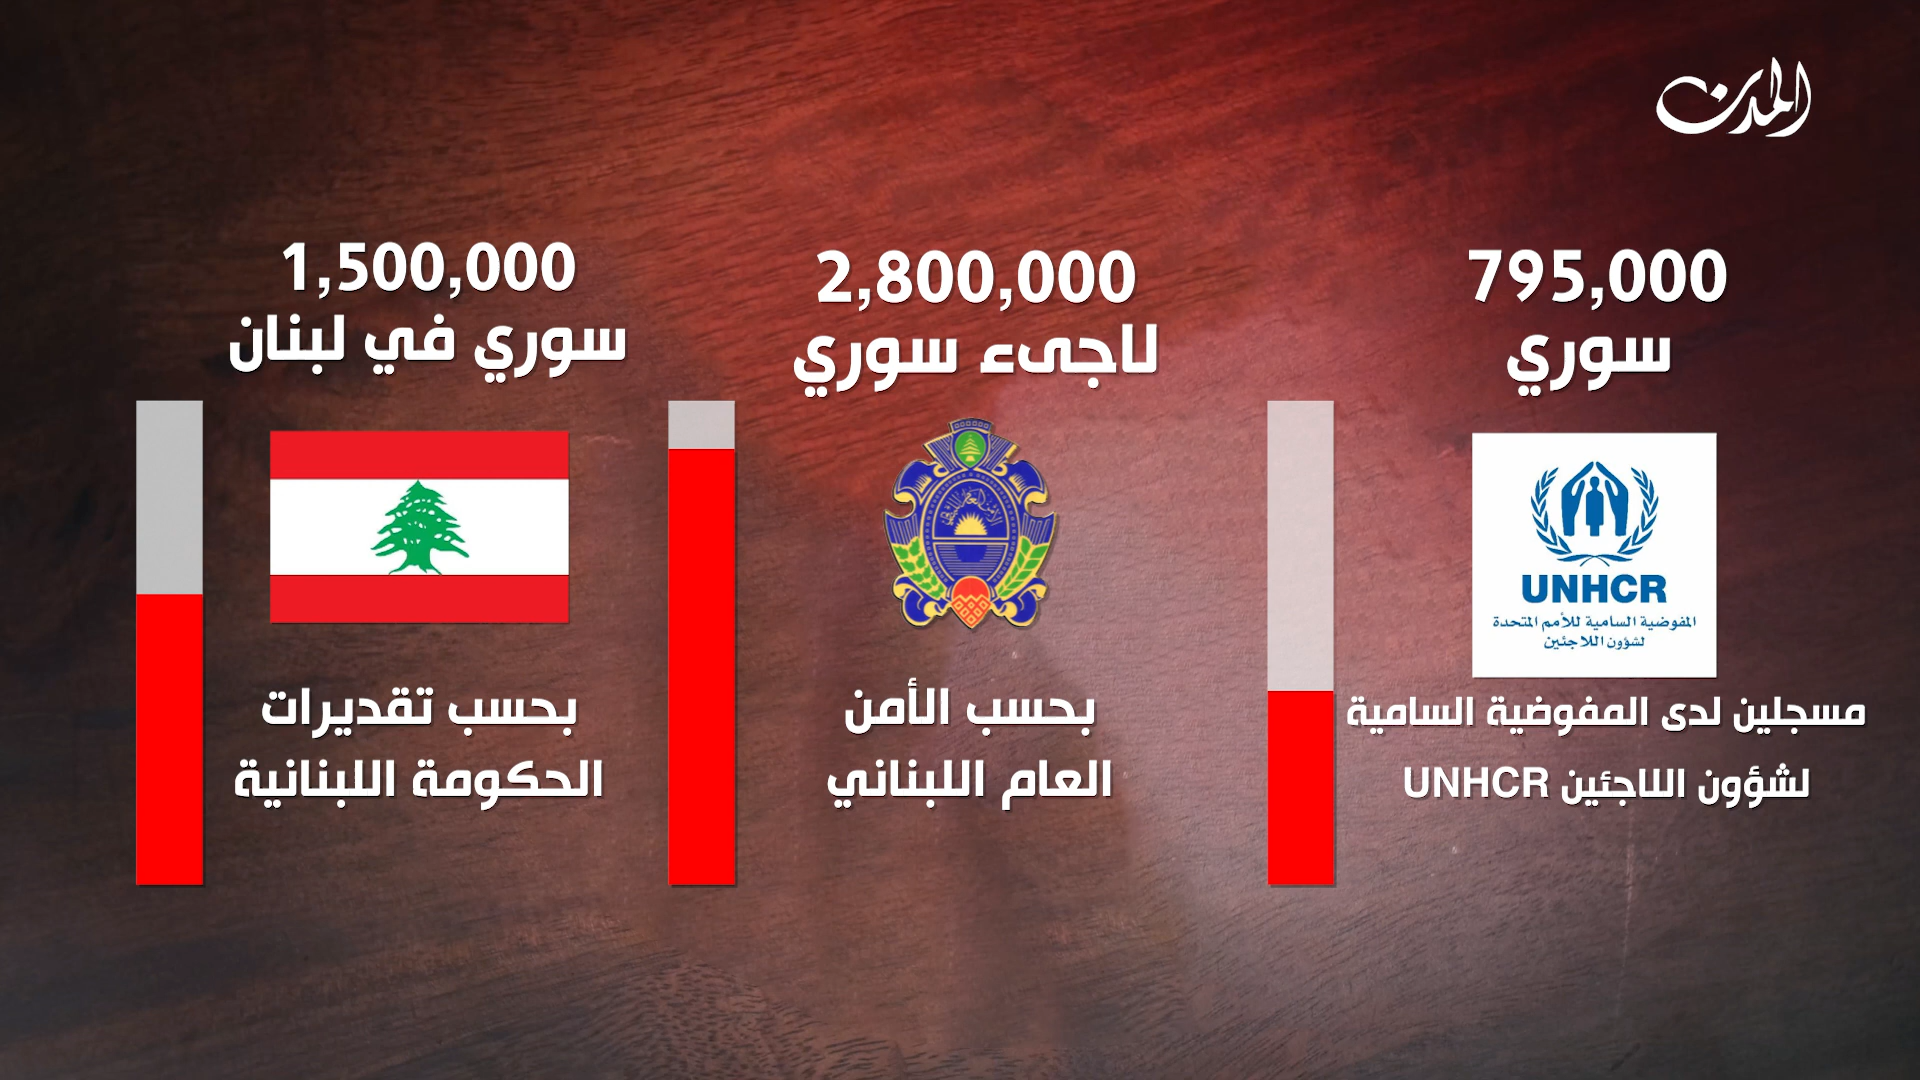 المدن
795,000
سوري
UNHCR
المفوضية السامية للأمم المتحدة
لشؤون اللاجئين
مسجلين لدى المفوضية السامية
لشؤون اللاجئين UNHCR
2,800,000
لاجىء سوري
بحسب الأمن
العام اللبناني
1,500,000
سوري في لبنان
بحسب تقديرات
الحكومة اللبنانية